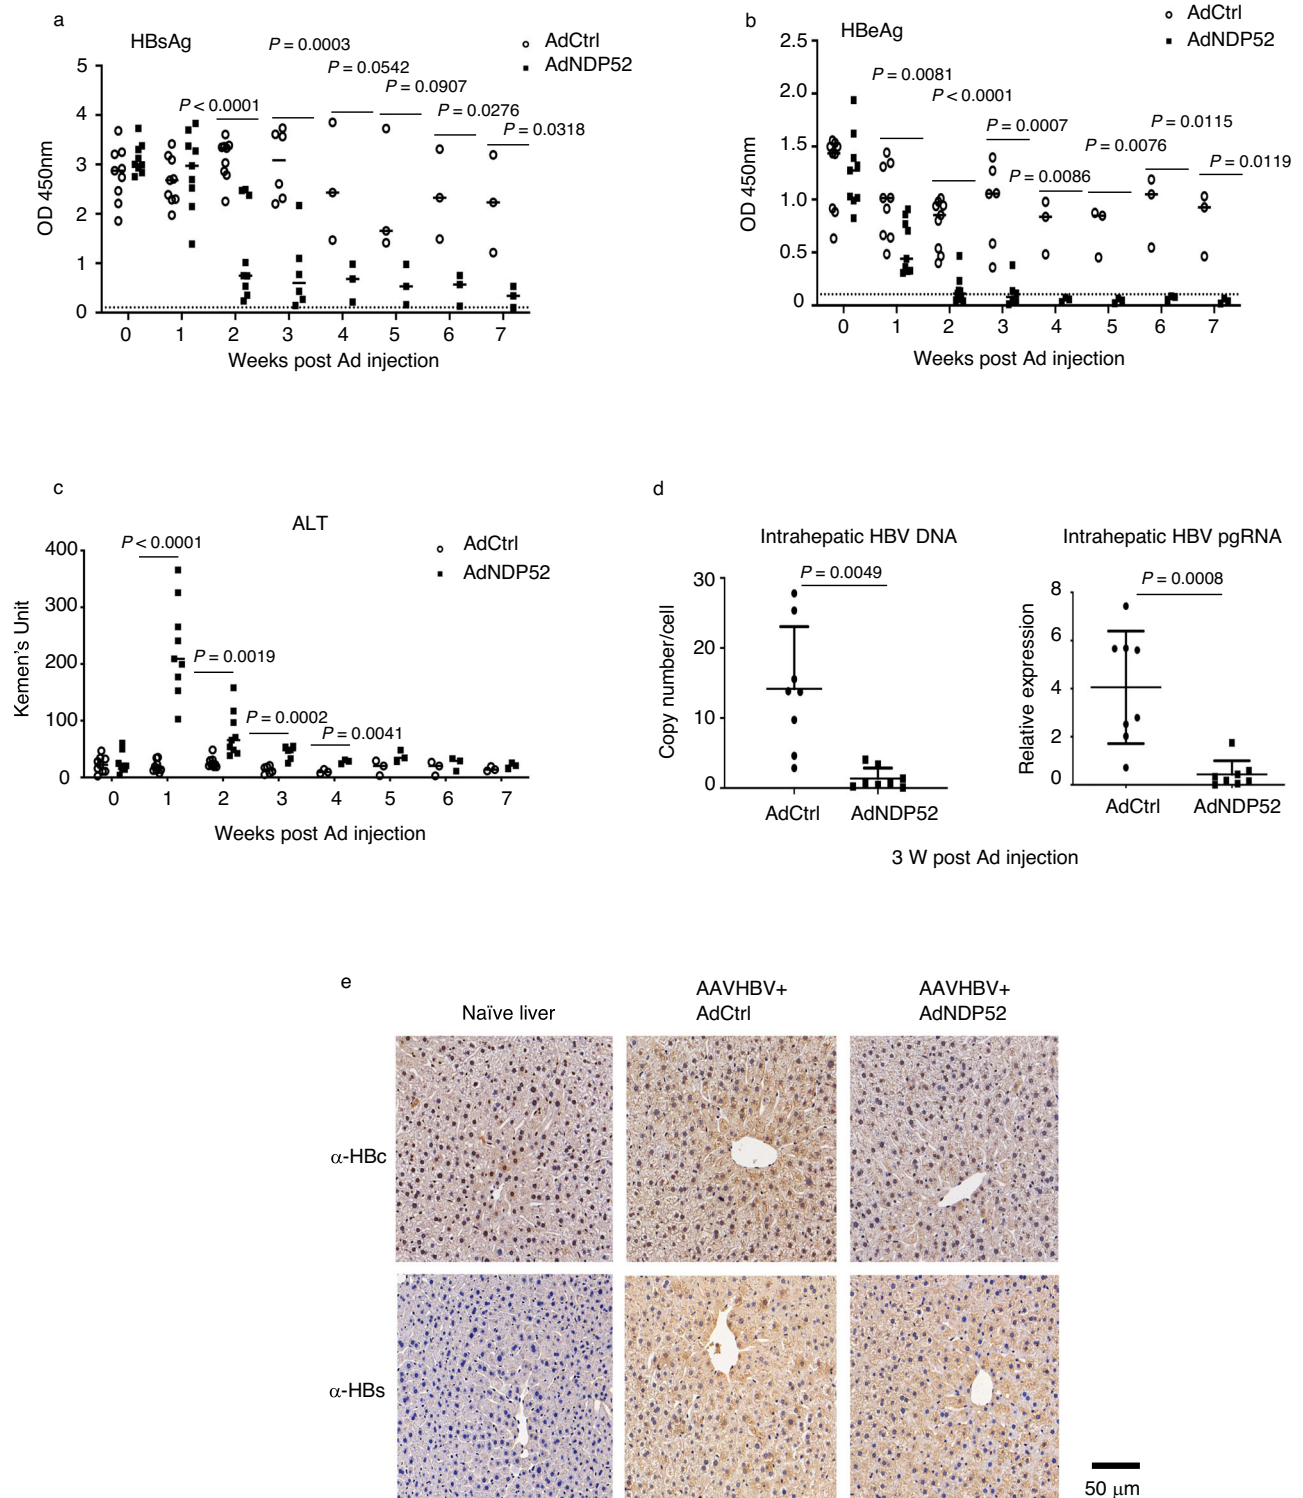 a
HBsAg
AdCtrl
AdNDP52
P = 0.0003
P = 0.0542
P = 0.0907
P < 0.0001
P = 0.0276
P = 0.0318
5
4
3
2
1
0
OD 450nm
0 1 2 3 4 5 6 7
Weeks post Ad injection
b
HBeAg
AdCtrl
AdNDP52
P = 0.0081
P <0.0001
P = 0.0007
P = 0.0115
P = 0.0076
P = 0.0119
P = 0.0086
2.5
2.0
1.5
1.0
0.5
0
OD 450nm
0 1 2 3 4 5 6 7
Weeks post Ad injection
c
ALT
AdCtrl
AdNDP52
P < 0.0001
P = 0.0019
P = 0.0002
P = 0.0041
400
300
200
100
0
Kemen's Unit
0 1 2 3 4 5 6 7
Weeks post Ad injection
d
Intrahepatic HBV DNA
P = 0.0049
30
20
10
0
Copy number/cell
AdCtrl AdNDP52
Intrahepatic HBV pgRNA
P = 0.0008
8
6
4
2
0
Relative expression
AdCtrl AdNDP52
3 W post Ad injection
e
Naïve liver
AAVHBV+
AdCtrl
AAVHBV+
AdNDP52
α-HBc
α-HBs
50 μm